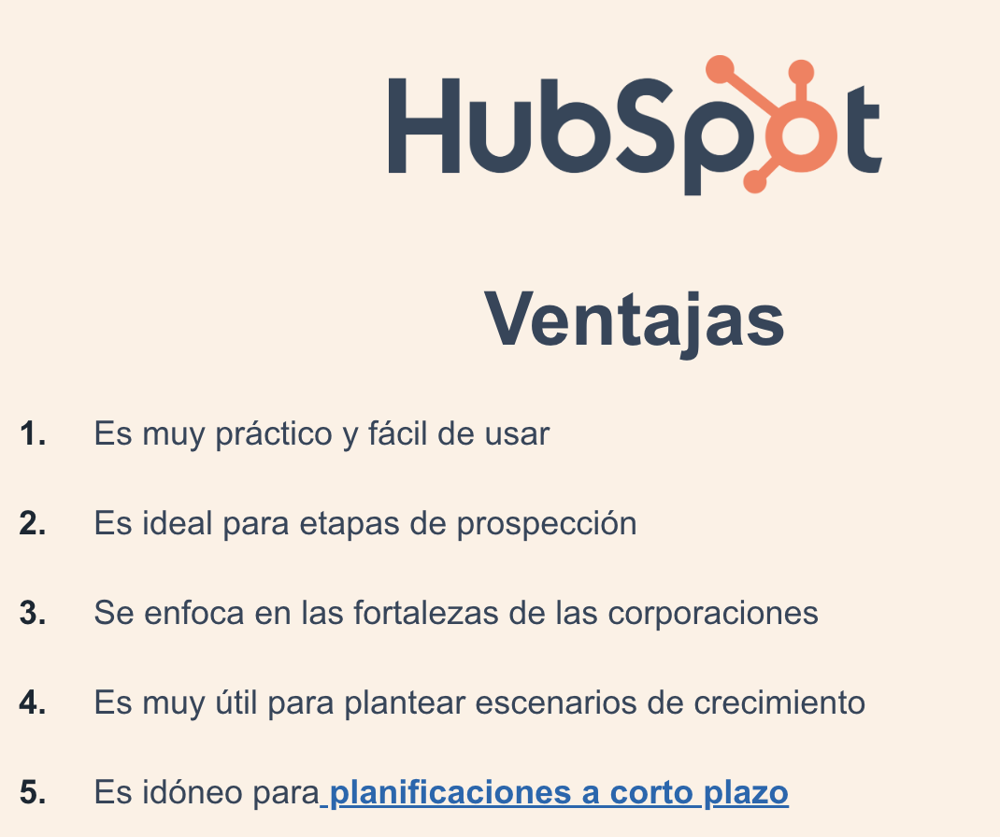 HubSpot
Ventajas
1. Es muy práctico y fácil de usar
2. Es ideal para etapas de prospección
3. Se enfoca en las fortalezas de las corporaciones
4. Es muy útil para plantear escenarios de crecimiento
5. Es idóneo para planificaciones a corto plazo